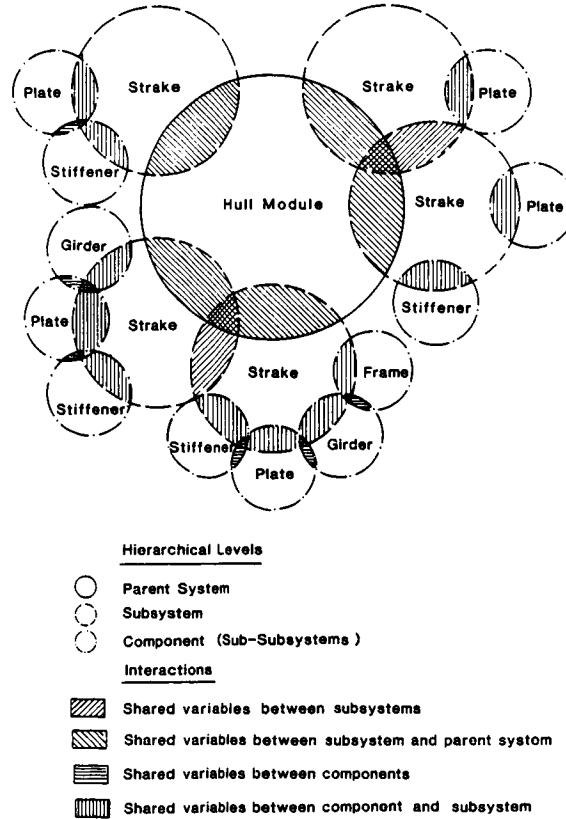 Strake
Strake
Plate
Plate
Stiffener
Hull Module
Strake
Plate
Girder
Stiffener
Plate
Strake
Strake
Frame
Stiffener
Stiffener
Girder
Plate
Hierarchical Levels
Parent System
Subsystem
Component (Sub-Subsystems)
Interactions
Shared variables between subsystems
Shared variables between subsystem and parent system
Shared variables between components
Shared variables between component and subsystem